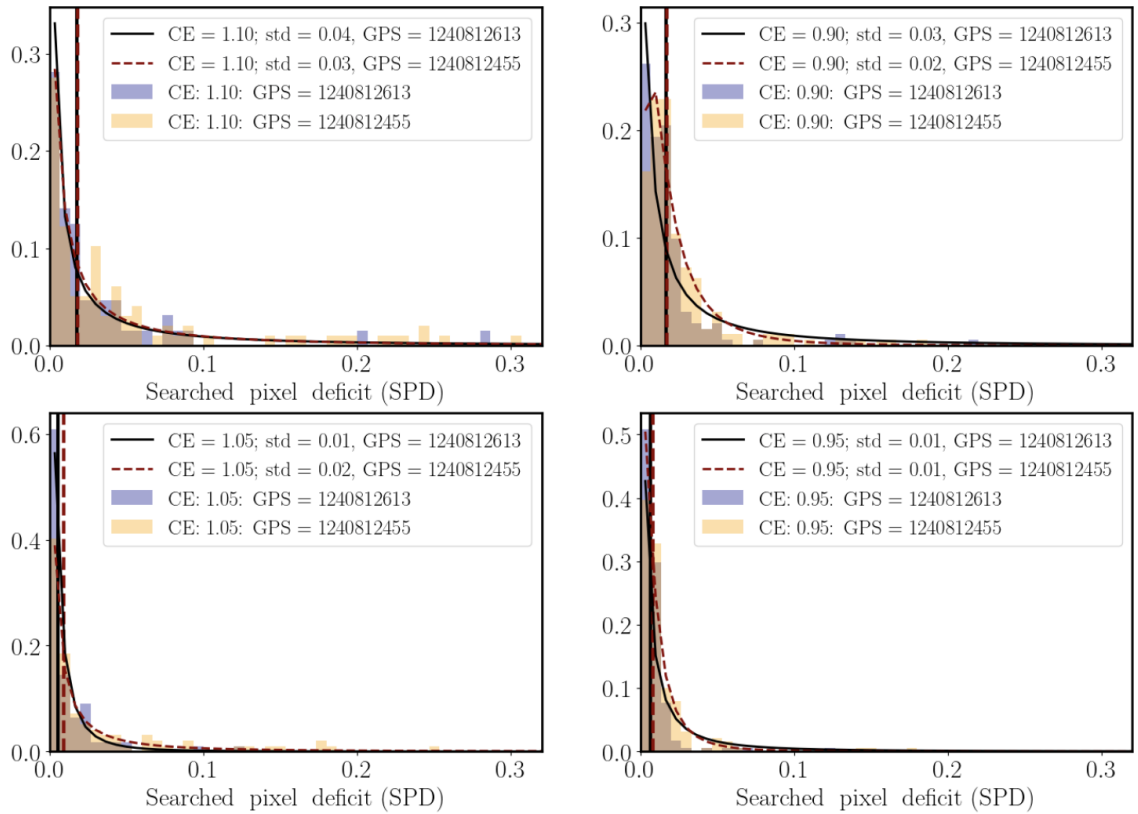 CE = 1.10; std = 0.04, GPS = 1240812613
CE = 1.10; std = 0.03, GPS = 1240812455
CE: 1.10: GPS = 1240812613
CE: 1.10: GPS = 1240812455
0.3
0.2
0.1
0.0
0.0 0.1 0.2 0.3
Searched pixel deficit (SPD)
CE = 0.90; std = 0.03, GPS = 1240812613
CE = 0.90; std = 0.02, GPS = 1240812455
CE: 0.90: GPS = 1240812613
CE: 0.90: GPS = 1240812455
0.3
0.2
0.1
0.0
0.0 0.1 0.2 0.3
Searched pixel deficit (SPD)
CE = 1.05; std = 0.01, GPS = 1240812613
CE = 1.05; std = 0.02, GPS = 1240812455
CE: 1.05: GPS = 1240812613
CE: 1.05: GPS = 1240812455
0.6
0.4
0.2
0.0
0.0 0.1 0.2 0.3
Searched pixel deficit (SPD)
CE = 0.95; std = 0.01, GPS = 1240812613
CE = 0.95; std = 0.01, GPS = 1240812455
CE: 0.95: GPS = 1240812613
CE: 0.95: GPS = 1240812455
0.5
0.4
0.3
0.2
0.1
0.0
0.0 0.1 0.2 0.3
Searched pixel deficit (SPD)